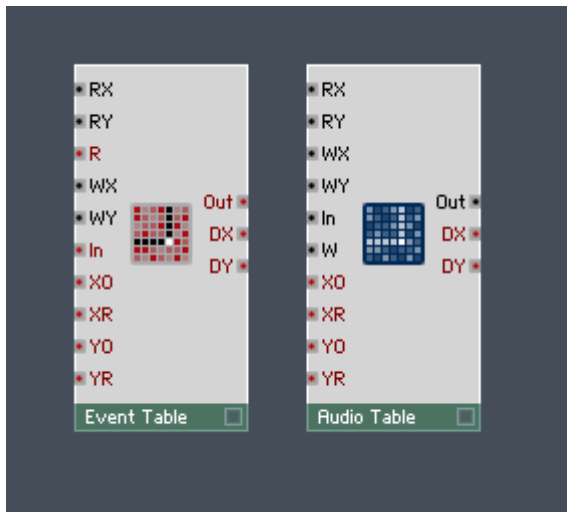 RX
RY
R
WX
WY
In
XO
XR
YO
YR
Out
DX
DY
Event Table
RX
RY
WX
WY
In
W
XO
XR
YO
YR
Out
DX
DY
Audio Table